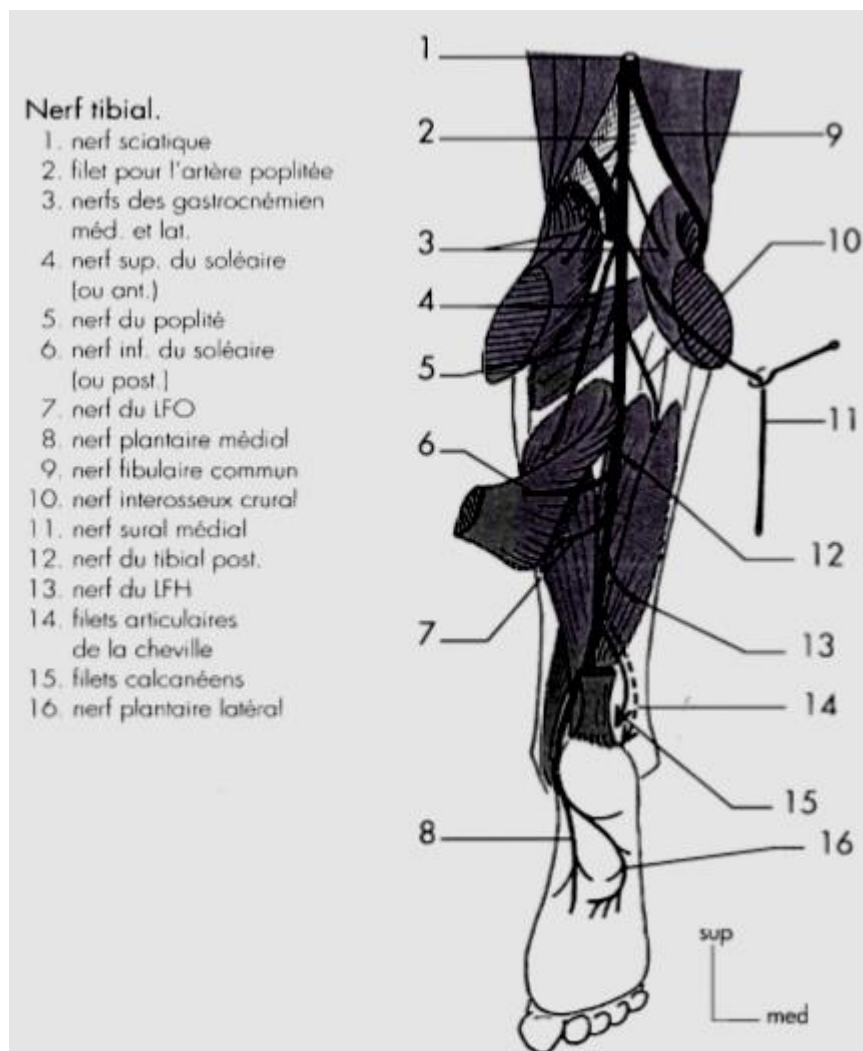 Nerf tibial.
1. nerf sciatique
2. filet pour l'artère poplitée
3. nerfs des gastrocnémien
méd. et lat.
4. nerf sup. du soléaire
(ou ant.)
5. nerf du poplité
6. nerf inf. du soléaire
(ou post.)
7. nerf du LFO
8. nerf plantaire médial
9. nerf fibulaire commun
10. nerf interosseux crural
11. nerf sural médial
12. nerf du tibial post.
13. nerf du LFH
14. filets articulaires
de la cheville
15. filets calcanéens
16. nerf plantaire latéral
1
2
9
3
10
4
5
11
6
12
7
13
14
15
8
16
sup
med